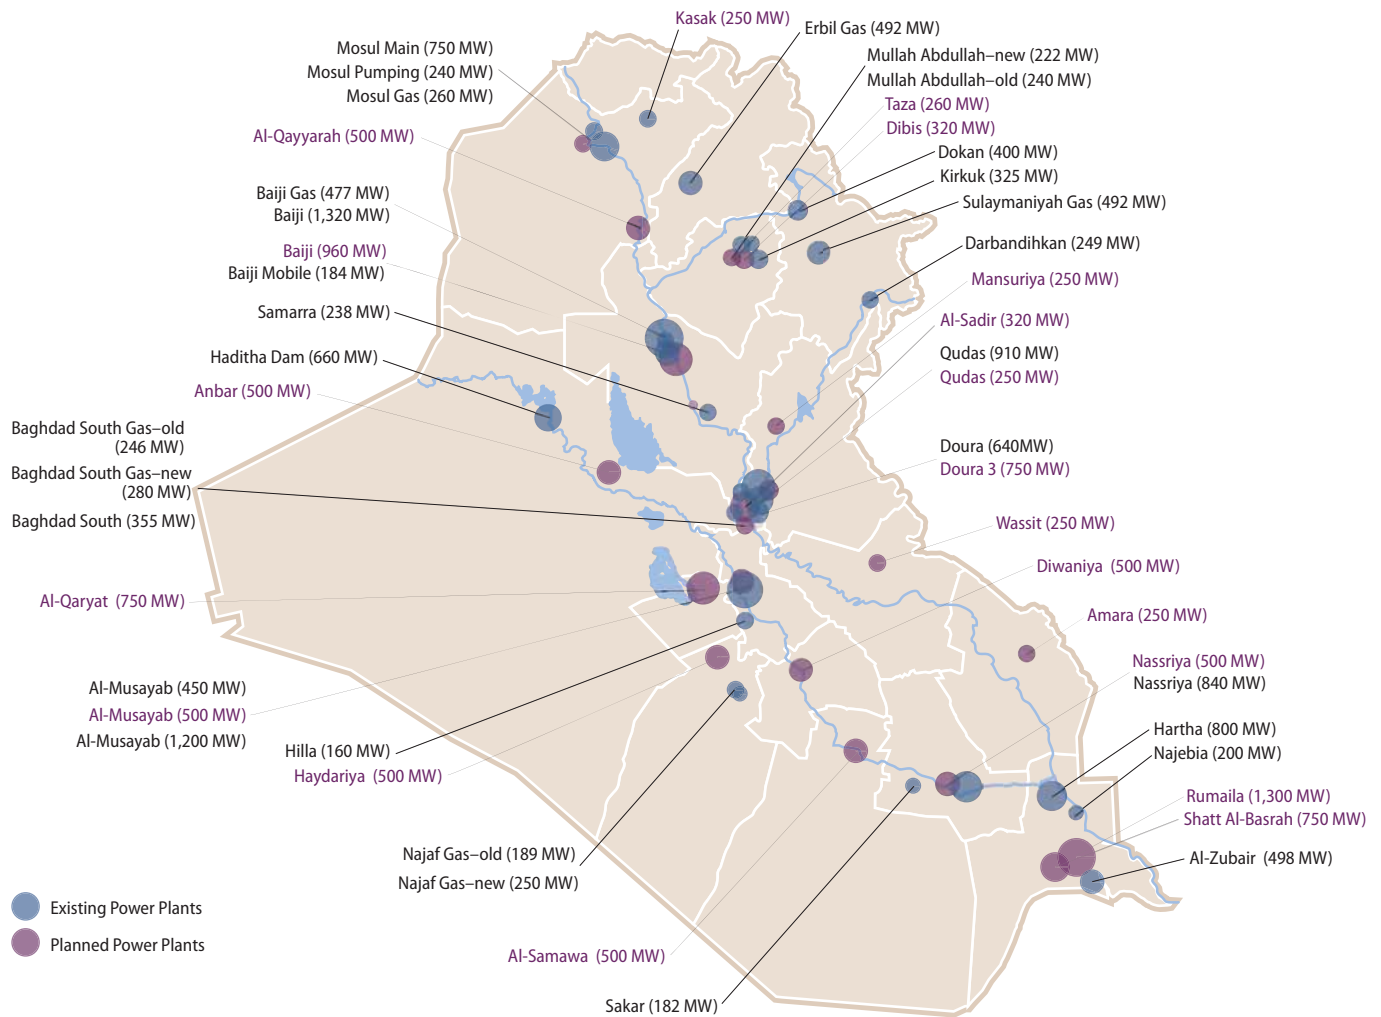 Kasak (250 MW)
Erbil Gas (492 MW)
Mosul Main (750 MW)
Mosul Pumping (240 MW)
Mosul Gas (260 MW)
Mullah Abdullah–new (222 MW)
Mullah Abdullah–old (240 MW)
Taza (260 MW)
Dibis (320 MW)
Al-Qayyarah (500 MW)
Dokan (400 MW)
Kirkuk (325 MW)
Sulaymaniyah Gas (492 MW)
Baiji Gas (477 MW)
Baiji (1,320 MW)
Darbandihkan (249 MW)
Baiji (960 MW)
Baiji Mobile (184 MW)
Mansuriya (250 MW)
Samarra (238 MW)
Al-Sadir (320 MW)
Haditha Dam (660 MW)
Qudas (910 MW)
Qudas (250 MW)
Anbar (500 MW)
Baghdad South Gas–old
(246 MW)
Baghdad South Gas–new
(280 MW)
Baghdad South (355 MW)
Doura (640MW)
Doura 3 (750 MW)
Wassit (250 MW)
Diwaniya (500 MW)
Al-Qaryat (750 MW)
Amara (250 MW)
Nassriya (500 MW)
Nassriya (840 MW)
Al-Musayab (450 MW)
Al-Musayab (500 MW)
Al-Musayab (1,200 MW)
Hilla (160 MW)
Haydariya (500 MW)
Hartha (800 MW)
Najebia (200 MW)
Rumaila (1,300 MW)
Shatt Al-Basrah (750 MW)
Al-Zubair (498 MW)
Najaf Gas–old (189 MW)
Najaf Gas–new (250 MW)
Existing Power Plants
Planned Power Plants
Al-Samawa (500 MW)
Sakar (182 MW)